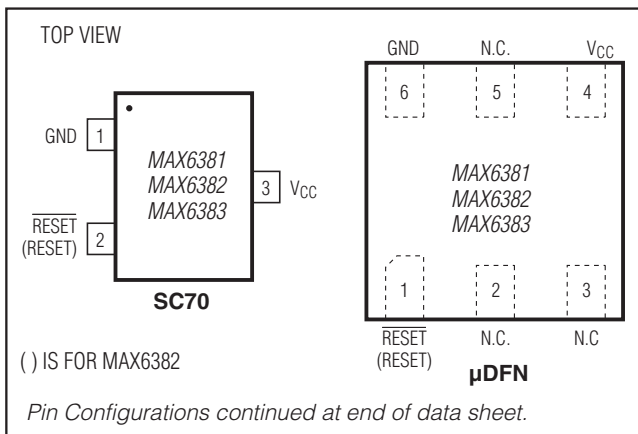 TOP VIEW
GND
1
MAX6381
MAX6382
MAX6383
3
VCC
RESET
(RESET)
2
SC70
( ) IS FOR MAX6382
GND N.C. VCC
6 5 4
MAX6381
MAX6382
MAX6383
1 2 3
RESET N.C. N.C
(RESET)
µDFN
Pin Configurations continued at end of data sheet.